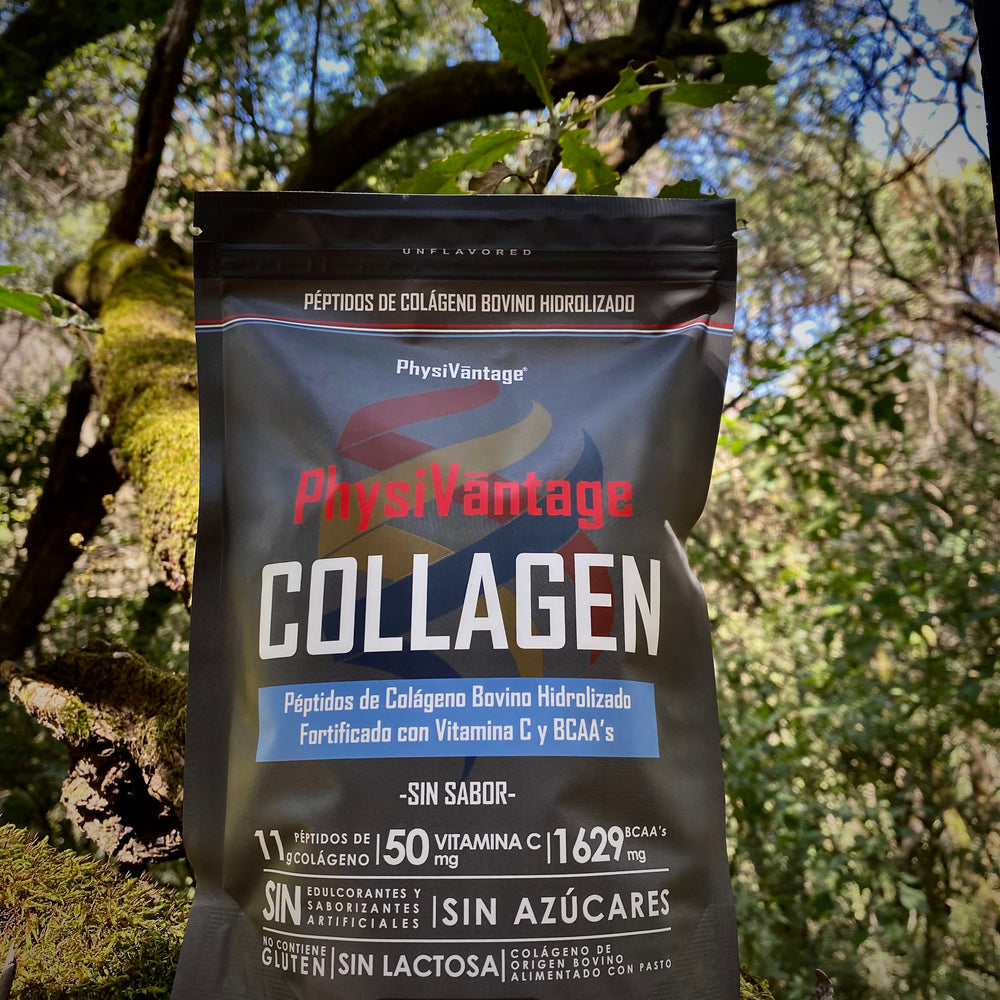 UNFLAVORED
PÉPTIDOS DE COLÁGENO BOVINO HIDROLIZADO
PhysiVāntage®
PhysiVāntage
COLLAGEN
Péptidos de Colágeno Bovino Hidrolizado
Fortificado con Vitamina C y BCAA's
-SIN SABOR-
11 g PÉPTIDOS DE COLÁGENO | 50 mg VITAMINA C | 1629 mg BCAA's
SIN EDULCORANTES Y SABORIZANTES ARTIFICIALES | SIN AZÚCARES
NO CONTIENE GLUTEN | SIN LACTOSA | COLÁGENO DE ORIGEN BOVINO ALIMENTADO CON PASTO